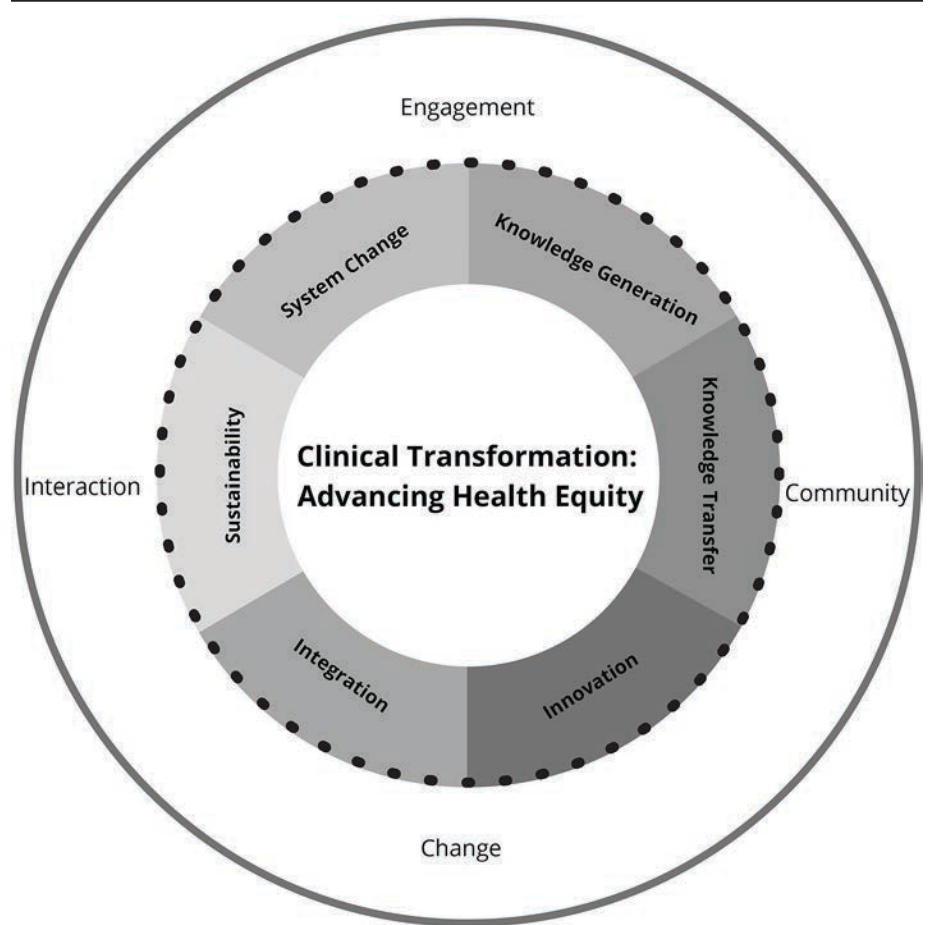 Engagement
System Change
Knowledge Generation
Sustainability
Clinical Transformation:
Advancing Health Equity
Knowledge Transfer
Interaction
Community
Integration
Innovation
Change